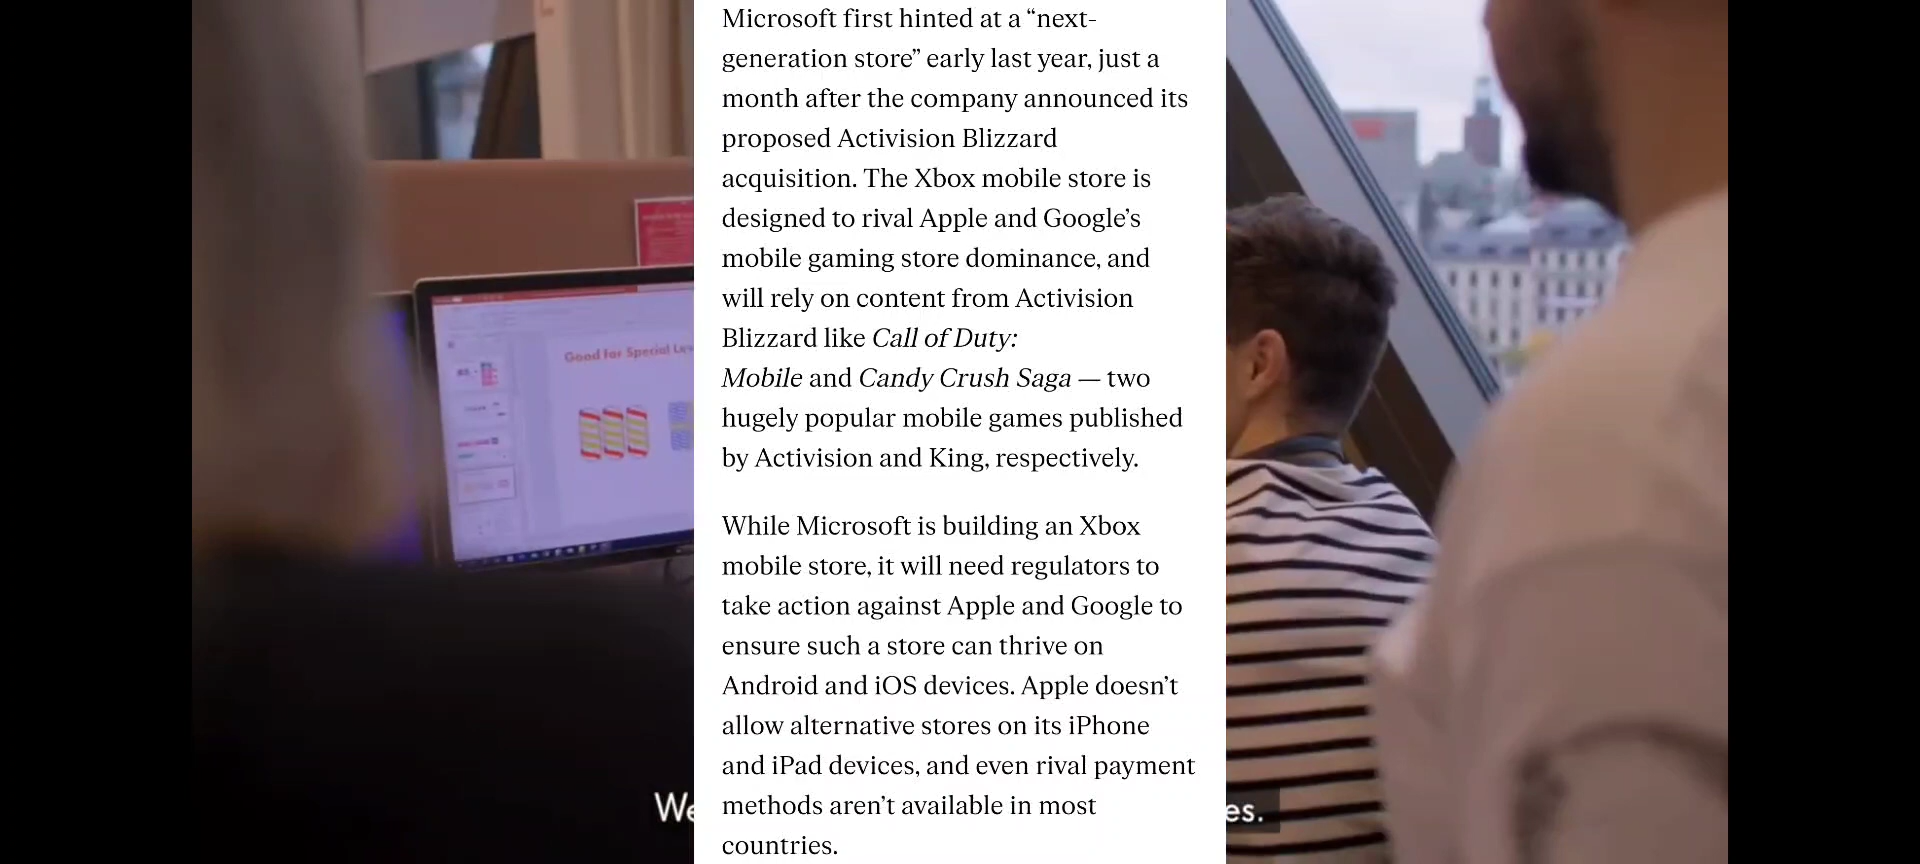 Microsoft first hinted at a “next-
generation store” early last year, just a
month after the company announced its
proposed Activision Blizzard
acquisition. The Xbox mobile store is
designed to rival Apple and Google’s
mobile gaming store dominance, and
will rely on content from Activision
Blizzard like Call of Duty:
Mobile and Candy Crush Saga — two
hugely popular mobile games published
by Activision and King, respectively.
While Microsoft is building an Xbox
mobile store, it will need regulators to
take action against Apple and Google to
ensure such a store can thrive on
Android and iOS devices. Apple doesn’t
allow alternative stores on its iPhone
and iPad devices, and even rival payment
methods aren’t available in most
countries.
Good For Special
We
es.